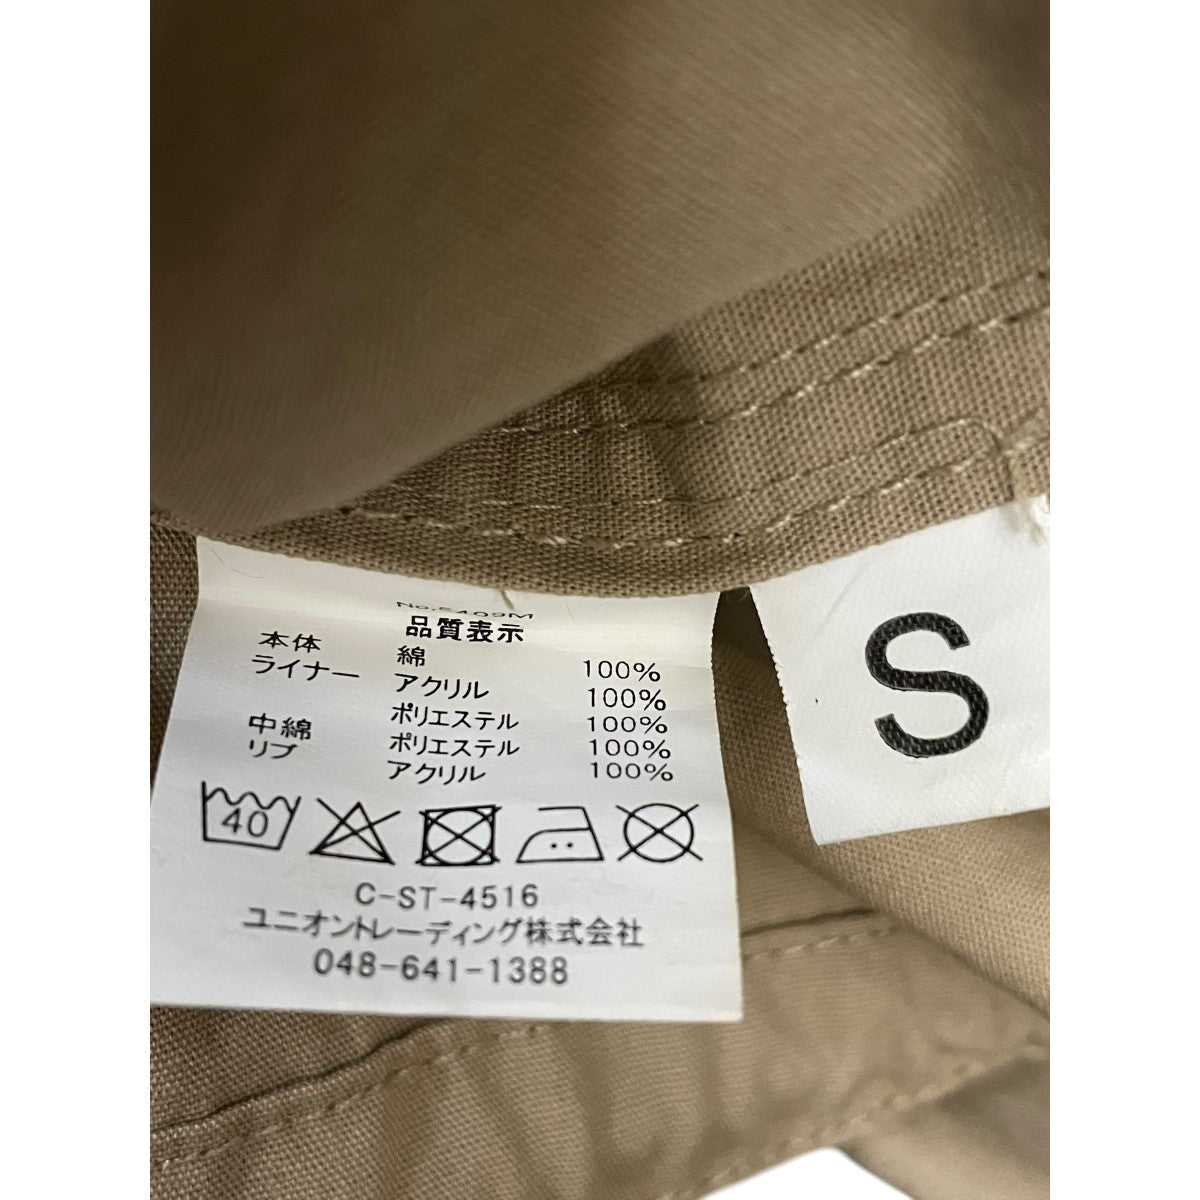 品質表示
本体 綿 100%
ライナー アクリル 100%
ポリエステル 100%
中綿 ポリエステル 100%
リブ アクリル 100%
40
C-ST-4516
ユニオントレーディング株式会社
048-641-1388
S